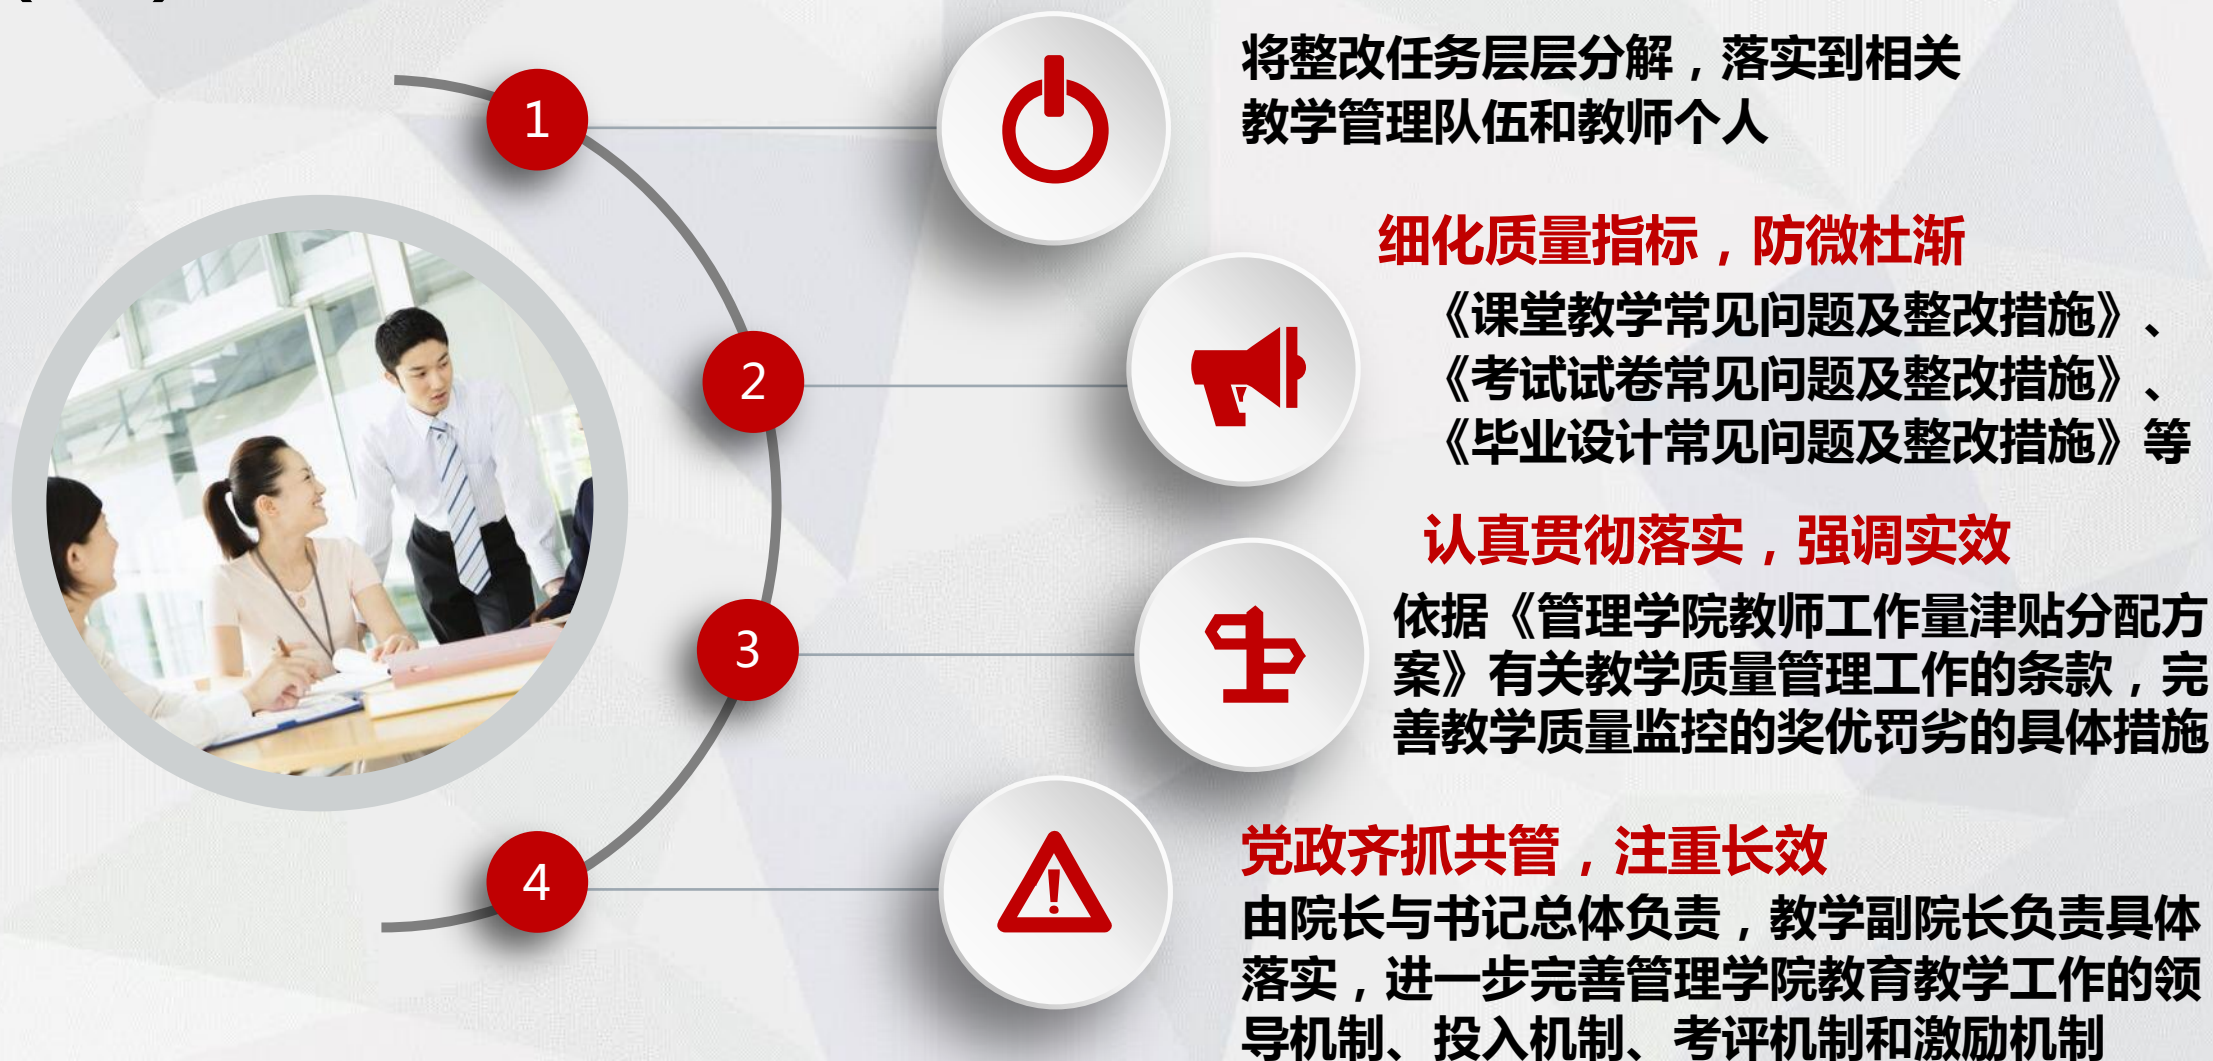 1
将整改任务层层分解，落实到相关
教学管理队伍和教师个人
2
细化质量指标，防微杜渐
《课堂教学常见问题及整改措施》、
《考试试卷常见问题及整改措施》、
《毕业设计常见问题及整改措施》等
3
认真贯彻落实，强调实效
依据《管理学院教师工作量津贴分配方
案》有关教学质量管理工作的条款，完
善教学质量监控的奖优罚劣的具体措施
4
党政齐抓共管，注重长效
由院长与书记总体负责，教学副院长负责具体
落实，进一步完善管理学院教育教学工作的领
导机制、投入机制、考评机制和激励机制